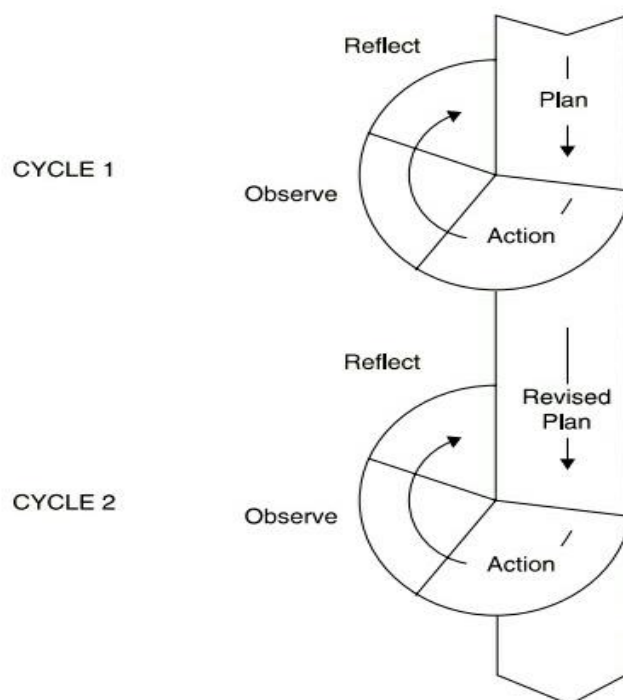 Reflect
Plan
CYCLE 1
Observe
Action
Reflect
Revised
Plan
CYCLE 2
Observe
Action